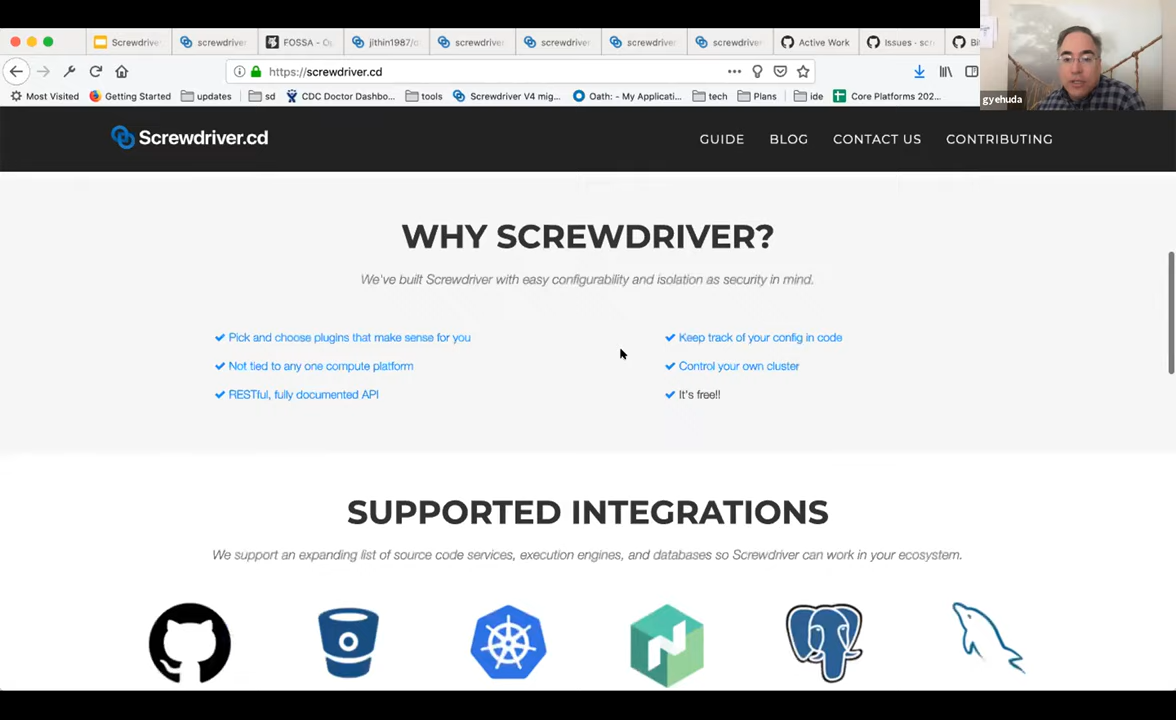 Screwdriver
screwdriver
FOSSA - O
jithin1987/
screwdriver
screwdriver
screwdriver
screwdriver
Active Work
Issues - scr
gyehuda
https://screwdriver.cd
Most Visited
Getting Started
updates
sd
CDC Doctor Dashbo...
tools
Screwdriver V4 mig...
Oath: - My Applicati...
tech
Plans
ide
Core Platforms 202...
Screwdriver.cd
GUIDE
BLOG
CONTACT US
CONTRIBUTING
WHY SCREWDRIVER?
We've built Screwdriver with easy configurability and isolation as security in mind.
Pick and choose plugins that make sense for you
Not tied to any one compute platform
RESTful, fully documented API
Keep track of your config in code
Control your own cluster
It's free!!
SUPPORTED INTEGRATIONS
We support an expanding list of source code services, execution engines, and databases so Screwdriver can work in your ecosystem.